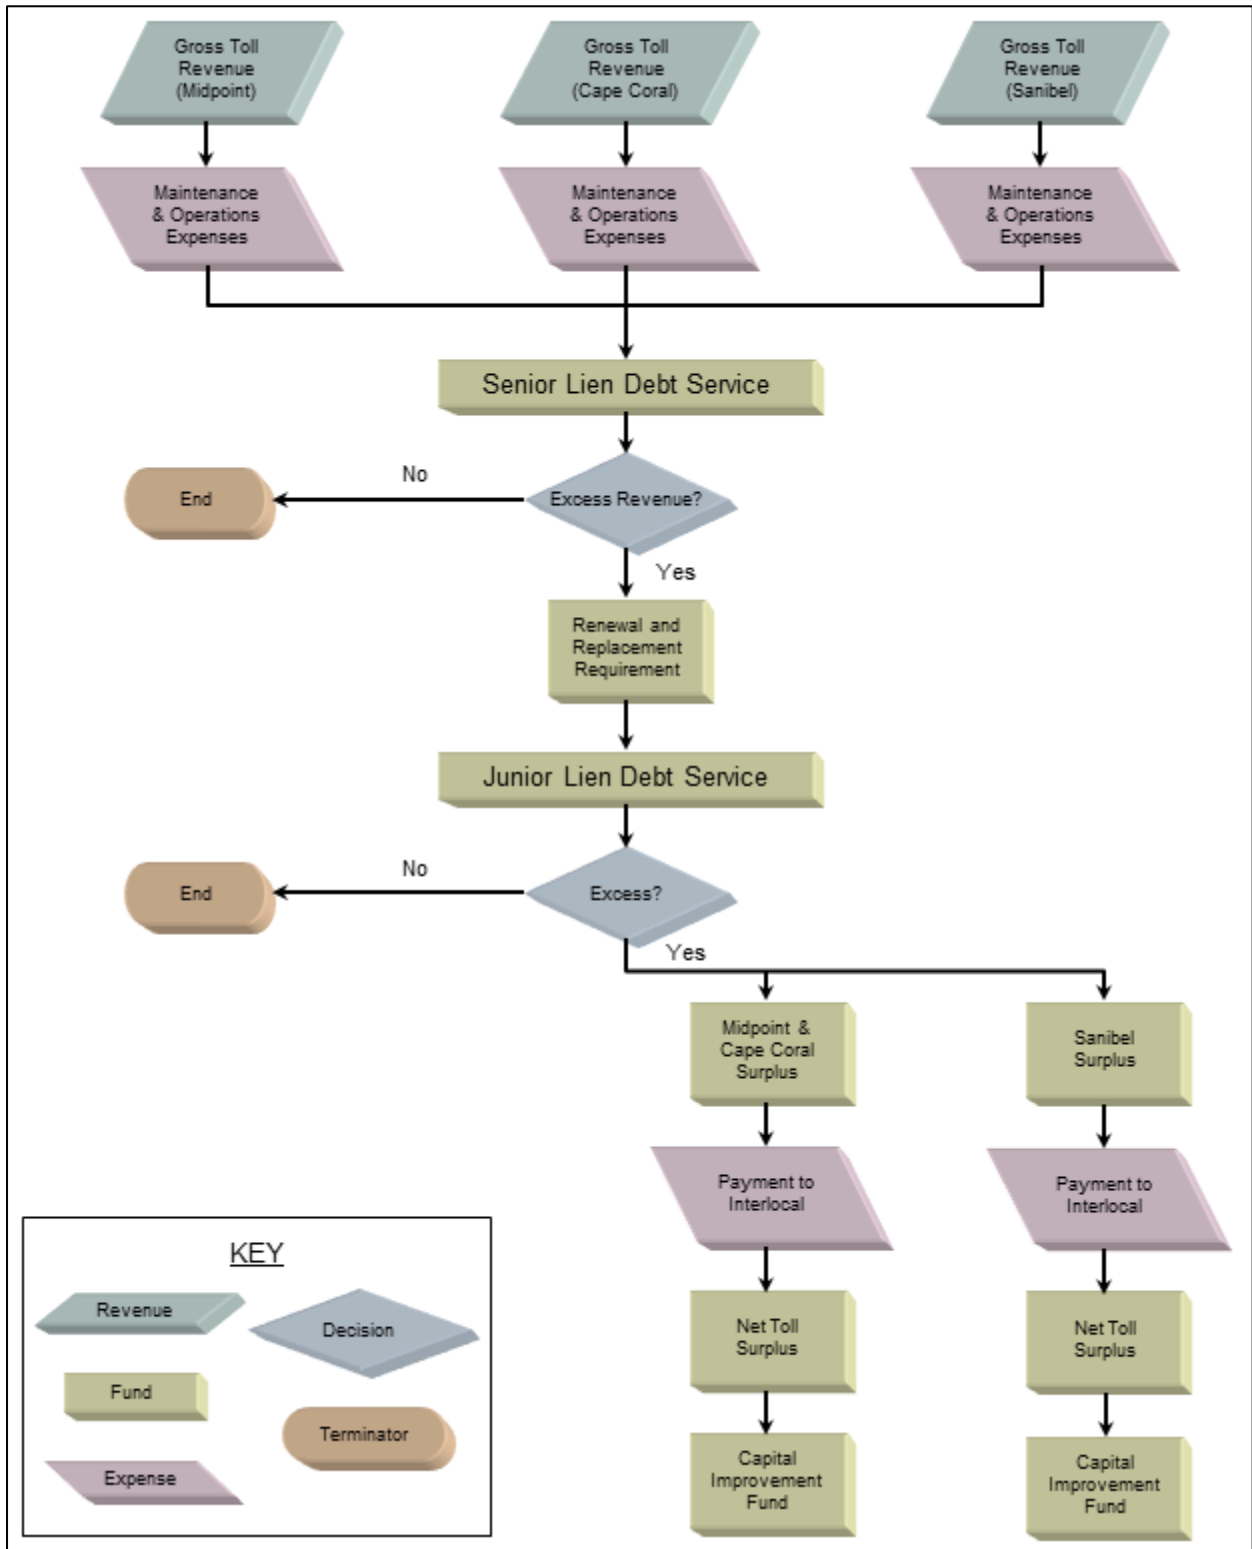 Gross Toll
Revenue
(Midpoint)
Gross Toll
Revenue
(Cape Coral)
Gross Toll
Revenue
(Sanibel)
Maintenance
& Operations
Expenses
Maintenance
& Operations
Expenses
Maintenance
& Operations
Expenses
Senior Lien Debt Service
No
End
Excess Revenue?
Yes
Renewal and
Replacement
Requirement
Junior Lien Debt Service
No
End
Excess?
Yes
Midpoint &
Cape Coral
Surplus
Sanibel
Surplus
Payment to
Interlocal
Payment to
Interlocal
Net Toll
Surplus
Net Toll
Surplus
Capital
Improvement
Fund
Capital
Improvement
Fund
KEY
Revenue
Decision
Fund
Terminator
Expense